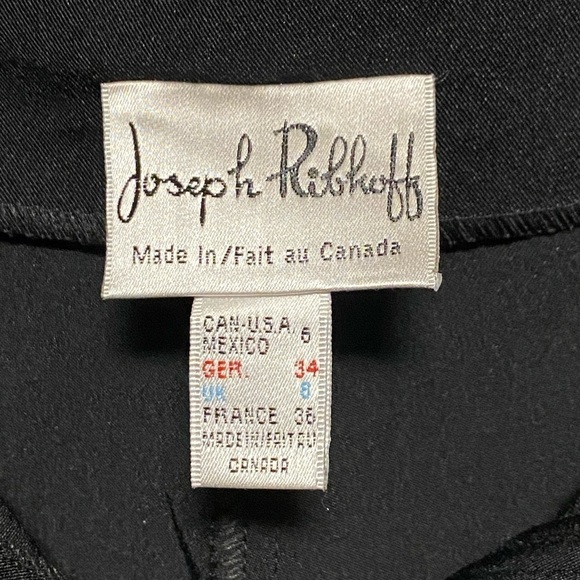 Joseph Ribkoff
Made In/Fait au Canada
CAN-U.S.A. 6
MEXICO
GER. 34
UK 8
FRANCE 36
MADE IN/FAIT AU
CANADA